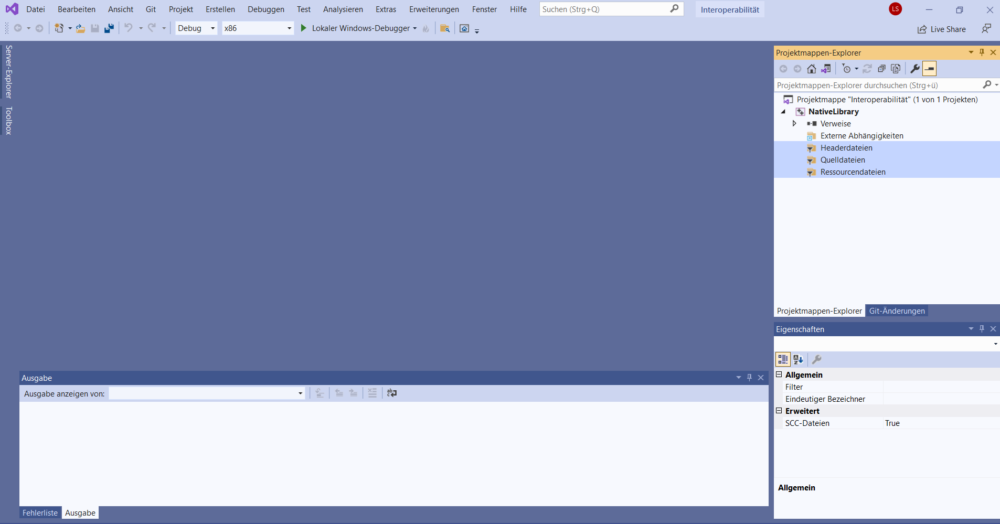 Datei Bearbeiten Ansicht Git Projekt Erstellen Debuggen Test Analysieren Extras Erweiterungen Fenster Hilfe Suchen (Strg+Q) Interoperabilität LS
Debug x86 Lokaler Windows-Debugger Live Share
Server-Explorer
Toolbox
Projektmappen-Explorer
Projektmappen-Explorer durchsuchen (Strg+ü)
Projektmappe "Interoperabilität" (1 von 1 Projekten)
NativeLibrary
Verweise
Externe Abhängigkeiten
Headerdateien
Quelldateien
Ressourcendateien
Projektmappen-Explorer Git-Änderungen
Eigenschaften
Allgemein
Filter
Eindeutiger Bezeichner
Erweitert
SCC-Dateien True
Allgemein
Ausgabe
Ausgabe anzeigen von:
Fehlerliste Ausgabe